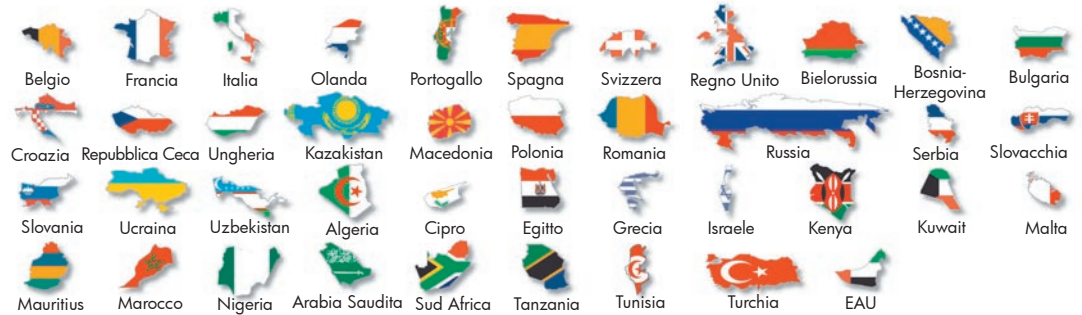 Belgio Francia Italia Olanda Portogallo Spagna Svizzera Regno Unito Bielorussia Bosnia-Herzegovina Bulgaria
Croazia Repubblica Ceca Ungheria Kazakistan Macedonia Polonia Romania Russia Serbia Slovacchia
Slovania Ucraina Uzbekistan Algeria Cipro Egitto Grecia Israele Kenya Kuwait Malta
Mauritius Marocco Nigeria Arabia Saudita Sud Africa Tanzania Tunisia Turchia EAU